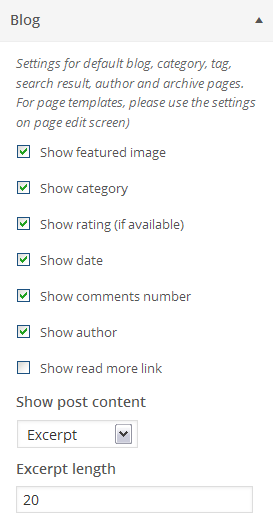 Blog
Settings for default blog, category, tag,
search result, author and archive pages.
For page templates, please use the settings
on page edit screen)
Show featured image
Show category
Show rating (if available)
Show date
Show comments number
Show author
Show read more link
Show post content
Excerpt
Excerpt length
20